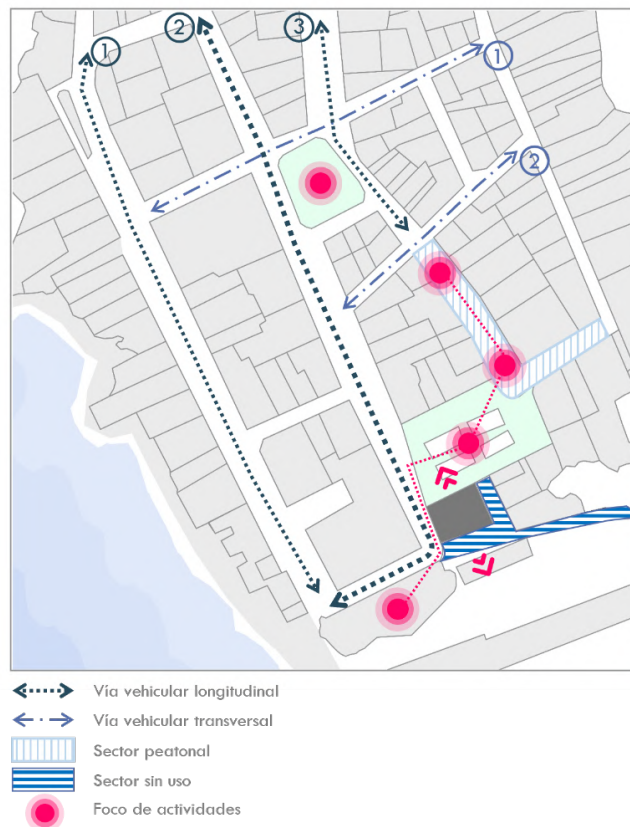 1
2
3
1
2
Vía vehicular longitudinal
Vía vehicular transversal
Sector peatonal
Sector sin uso
Foco de actividades